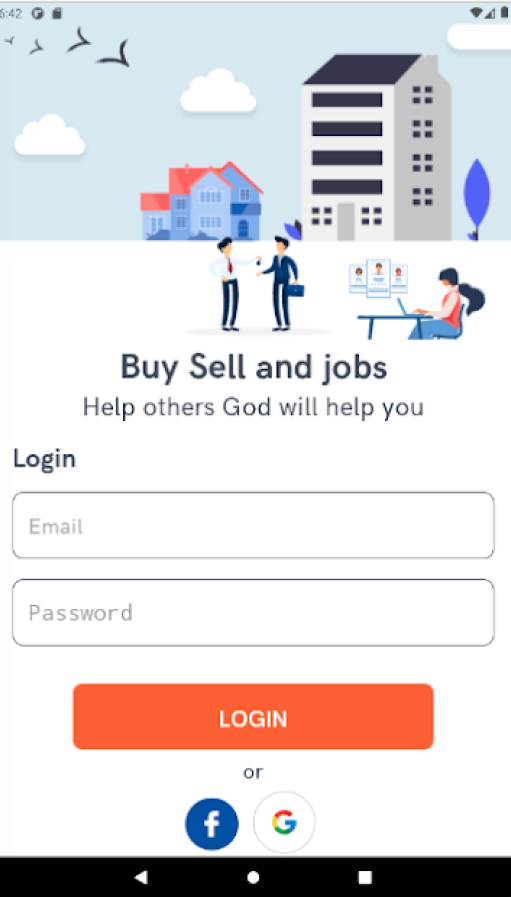 6:42
Buy Sell and jobs
Help others God will help you
Login
Email
Password
LOGIN
or
f
G